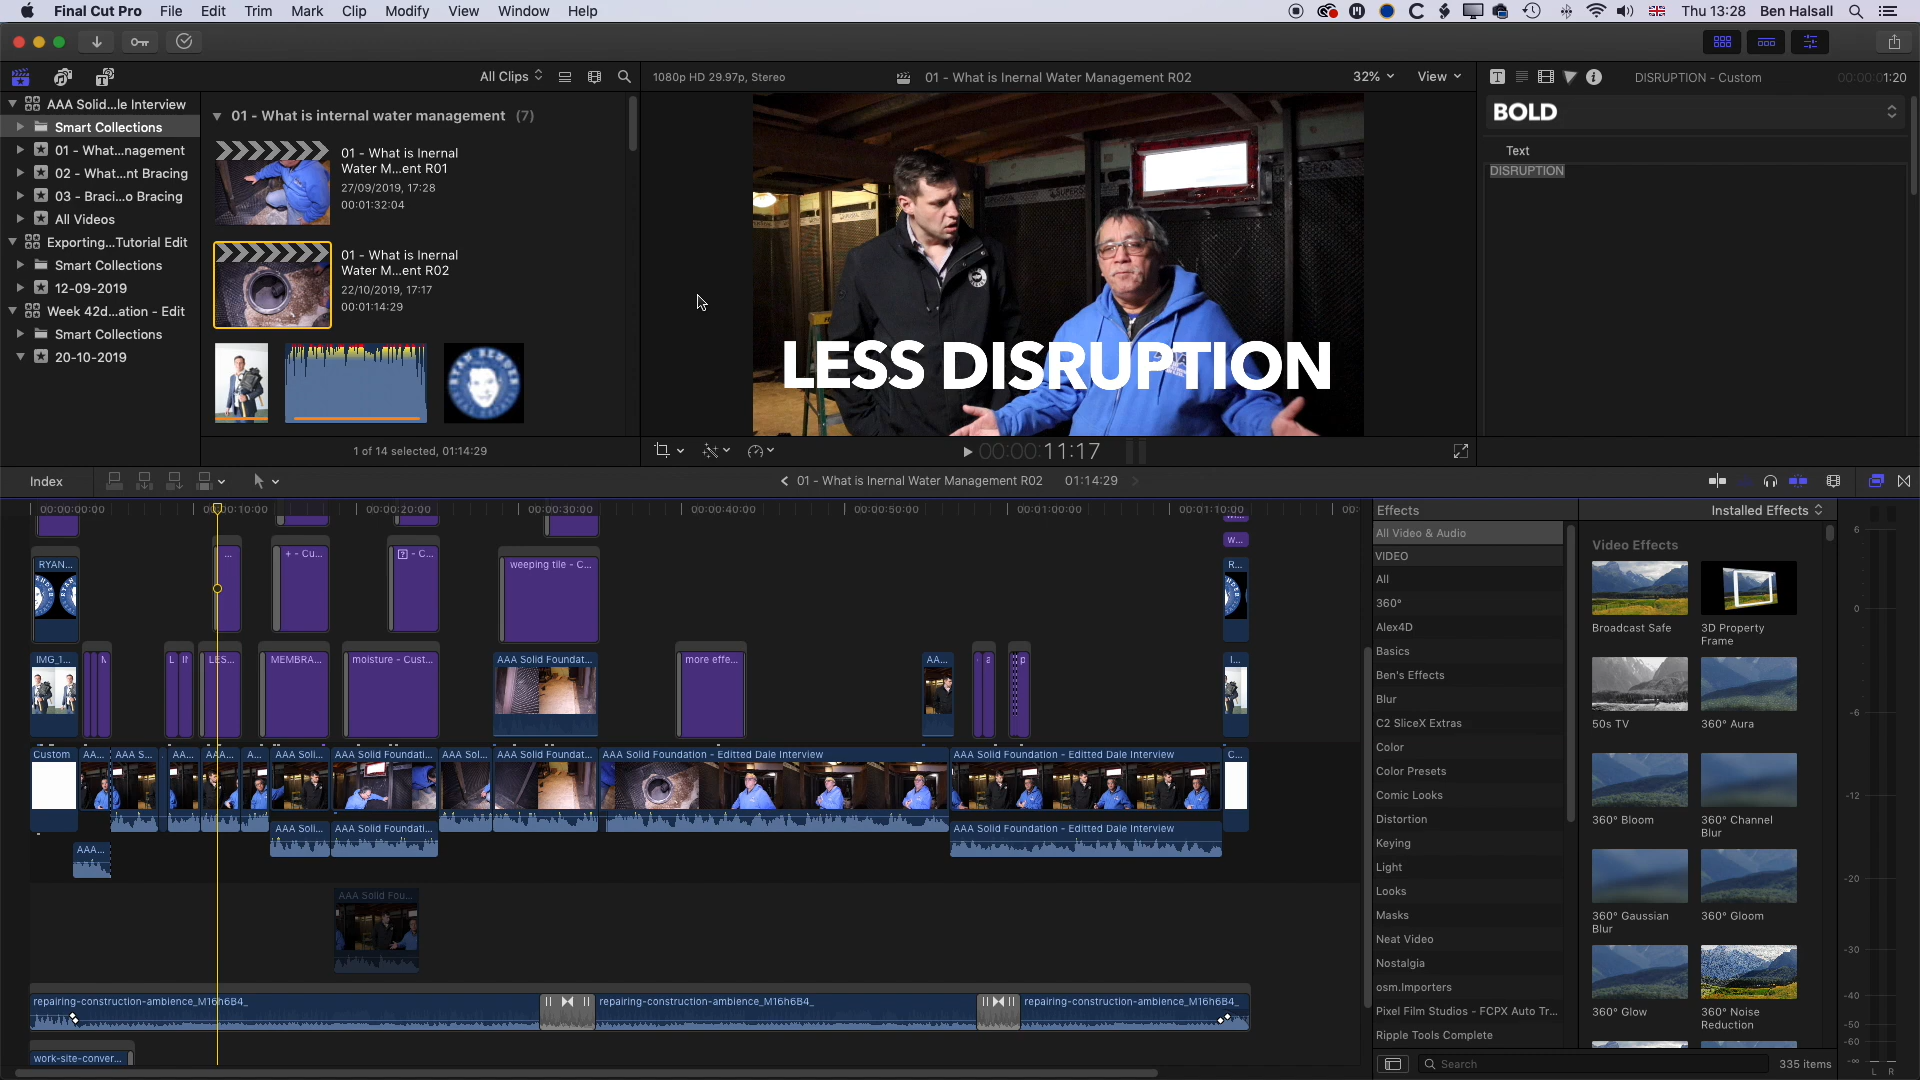 Final Cut Pro File Edit Trim Mark Clip Modify View Window Help Thu 13:28 Ben Halsall
All Clips
1080p HD 29.97p, Stereo
01 - What is Inernal Water Management R02
32%
View
DISRUPTION - Custom
00:00:01:20
AAA Solid...le Interview
Smart Collections
01 - What...nagement
02 - What...nt Bracing
03 - Braci...o Bracing
All Videos
Exporting...Tutorial Edit
Smart Collections
12-09-2019
Week 42d...ation - Edit
Smart Collections
20-10-2019
01 - What is internal water management (7)
01 - What is Inernal
Water M...ent R01
27/09/2019, 17:28
00:01:32:04
01 - What is Inernal
Water M...ent R02
22/10/2019, 17:17
00:01:14:29
1 of 14 selected, 01:14:29
LESS DISRUPTION
00:00:11:17
BOLD
Text
DISRUPTION
Index
01 - What is Inernal Water Management R02
01:14:29
00:00:00:00
00:00:10:00
00:00:20:00
00:00:30:00
00:00:40:00
00:00:50:00
00:01:00:00
00:01:10:00
RYAN...
...
+ - Cu...
- C...
weeping tile - C...
w...
R...
IMG_1...
LES...
MEMBRA...
moisture - Cust...
AAA Solid Foundat...
more effe...
AA...
I...
Custom
AA...
AAA S...
AA...
AAA...
A...
AAA Soli...
AAA Solid Foundati...
AAA Sol...
AAA Solid Foundat...
AAA Solid Foundation - Editted Dale Interview
AAA Solid Foundation - Editted Dale Interview
C...
AAA Soli...
AAA Solid Foundati...
AAA Solid Foundation - Editted Dale Interview
AAA...
AAA Solid Fou...
repairing-construction-ambience_M16h6B4_
repairing-construction-ambience_M16h6B4_
repairing-construction-ambience_M16h6B4_
work-site-conver...
Effects
Installed Effects
All Video & Audio
VIDEO
All
360°
Alex4D
Basics
Ben's Effects
Blur
C2 SliceX Extras
Color
Color Presets
Comic Looks
Distortion
Keying
Light
Looks
Masks
Neat Video
Nostalgia
osm.Importers
Pixel Film Studios - FCPX Auto Tr...
Ripple Tools Complete
Video Effects
Broadcast Safe
3D Property
Frame
50s TV
360° Aura
360° Bloom
360° Channel
Blur
360° Gaussian
Blur
360° Gloom
360° Glow
360° Noise
Reduction
Search
335 items
6
0
-6
-12
-20
-30
-40
-50
-60
-∞
L R